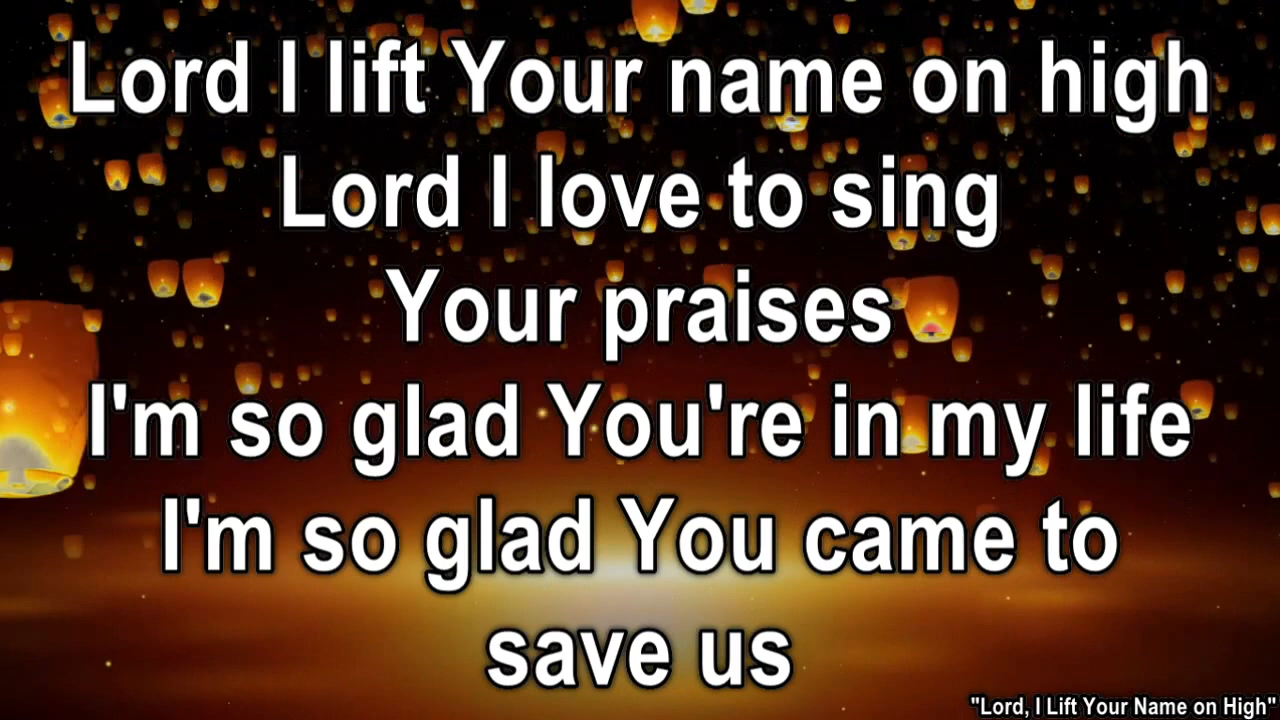 Lord I lift Your name on high
Lord I love to sing
Your praises
I'm so glad You're in my life
I'm so glad You came to
save us
"Lord, I Lift Your Name on High"